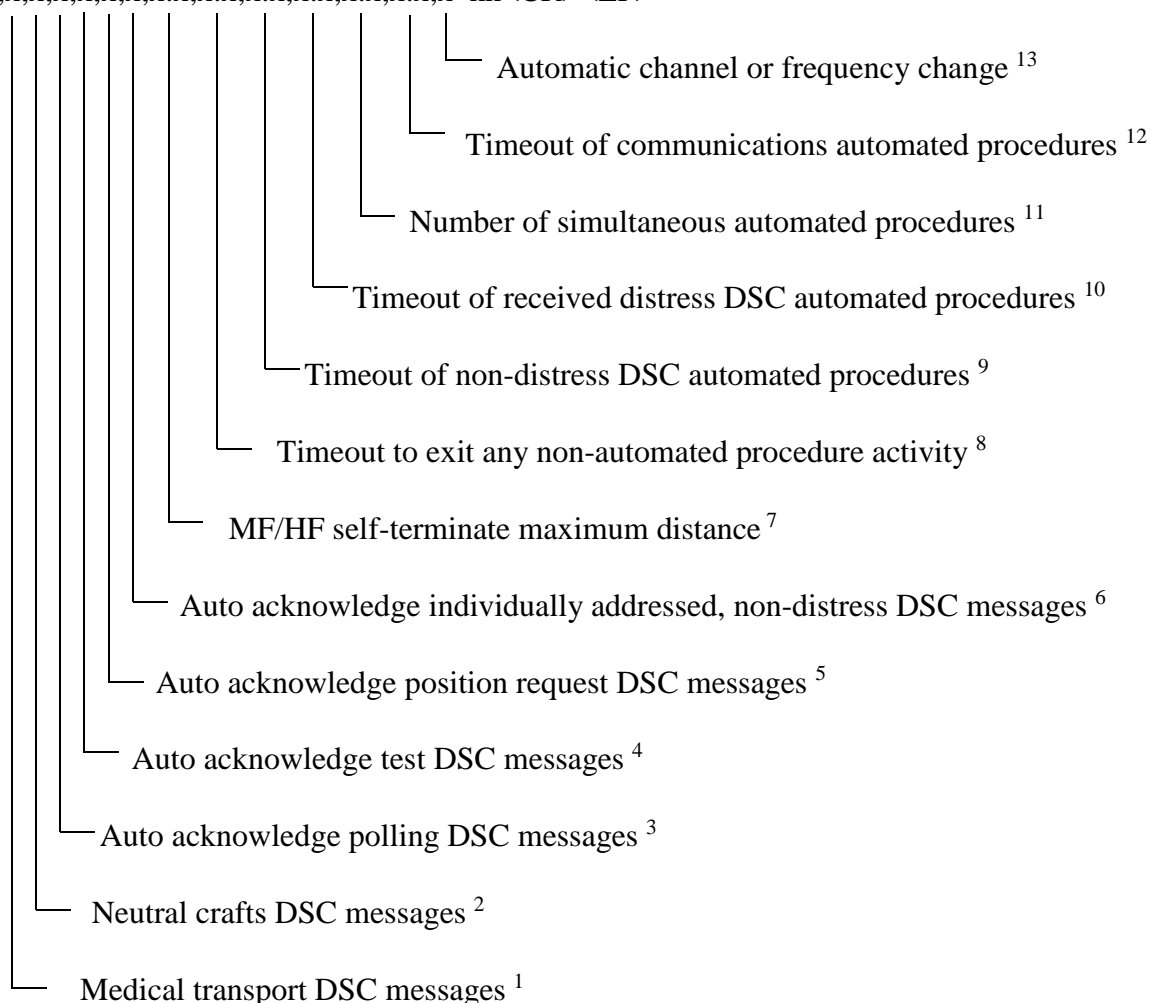 Automatic channel or frequency change 13
Timeout of communications automated procedures 12
Number of simultaneous automated procedures 11
Timeout of received distress DSC automated procedures 10
Timeout of non-distress DSC automated procedures 9
Timeout to exit any non-automated procedure activity 8
MF/HF self-terminate maximum distance 7
Auto acknowledge individually addressed, non-distress DSC messages 6
Auto acknowledge position request DSC messages 5
Auto acknowledge test DSC messages 4
Auto acknowledge polling DSC messages 3
Neutral crafts DSC messages 2
Medical transport DSC messages 1